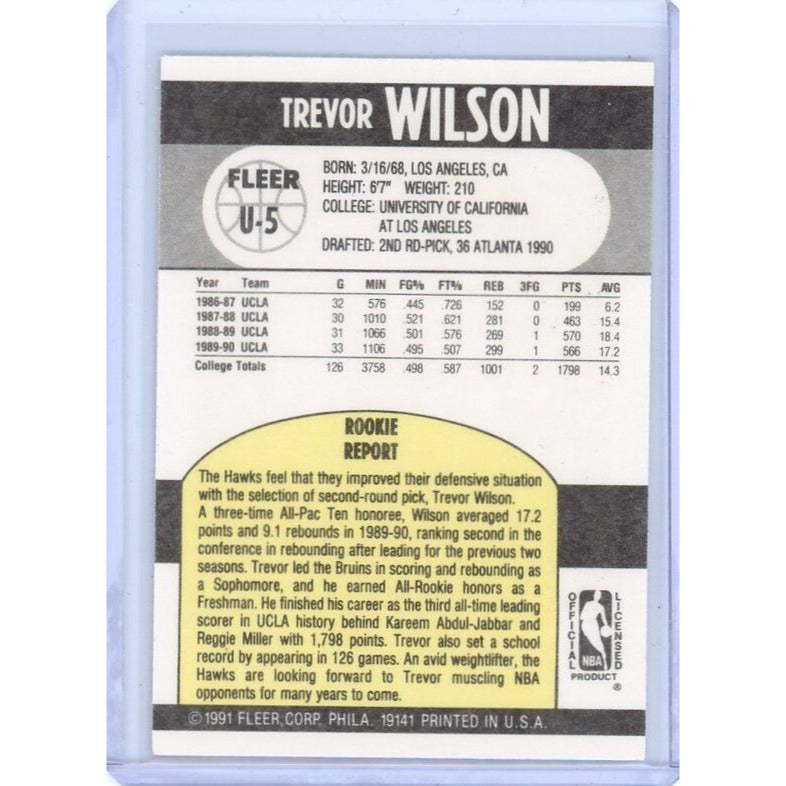 TREVOR WILSON
FLEER
U-5
BORN: 3/16/68, LOS ANGELES, CA
HEIGHT: 6'7" WEIGHT: 210
COLLEGE: UNIVERSITY OF CALIFORNIA
AT LOS ANGELES
DRAFTED: 2ND RD-PICK, 36 ATLANTA 1990
Year Team G MIN FG% FT% REB 3FG PTS AVG
1986-87 UCLA 32 576 .445 .726 152 0 199 6.2
1987-88 UCLA 30 1010 .521 .621 281 0 463 15.4
1988-89 UCLA 31 1066 .501 .576 269 1 570 18.4
1989-90 UCLA 33 1106 .495 .507 299 1 566 17.2
College Totals 126 3758 .498 .587 1001 2 1798 14.3
ROOKIE
REPORT
The Hawks feel that they improved their defensive situation
with the selection of second-round pick, Trevor Wilson.
A three-time All-Pac Ten honoree, Wilson averaged 17.2
points and 9.1 rebounds in 1989-90, ranking second in the
conference in rebounding after leading for the previous two
seasons. Trevor led the Bruins in scoring and rebounding as
a Sophomore, and he earned All-Rookie honors as a
Freshman. He finished his career as the third all-time leading
scorer in UCLA history behind Kareem Abdul-Jabbar and
Reggie Miller with 1,798 points. Trevor also set a school
record by appearing in 126 games. An avid weightlifter, the
Hawks are looking forward to Trevor muscling NBA
opponents for many years to come.
OFFICIAL
LICENSED
NBA
PRODUCT
®
© 1991 FLEER CORP. PHILA. 19141 PRINTED IN U.S.A.